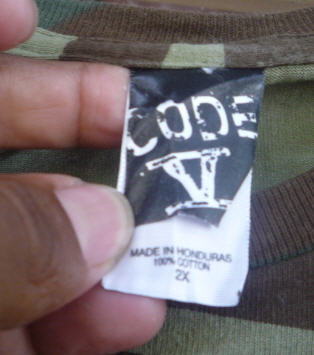 CODE
V
MADE IN HONDURAS
100% COTTON
2X